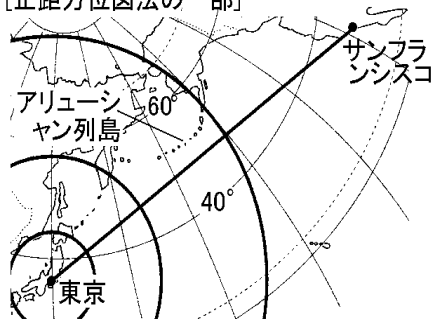 [正距方位図法の一部]
サンフラ
ンシスコ
アリューシ
ャン列島
60°
40°
東京